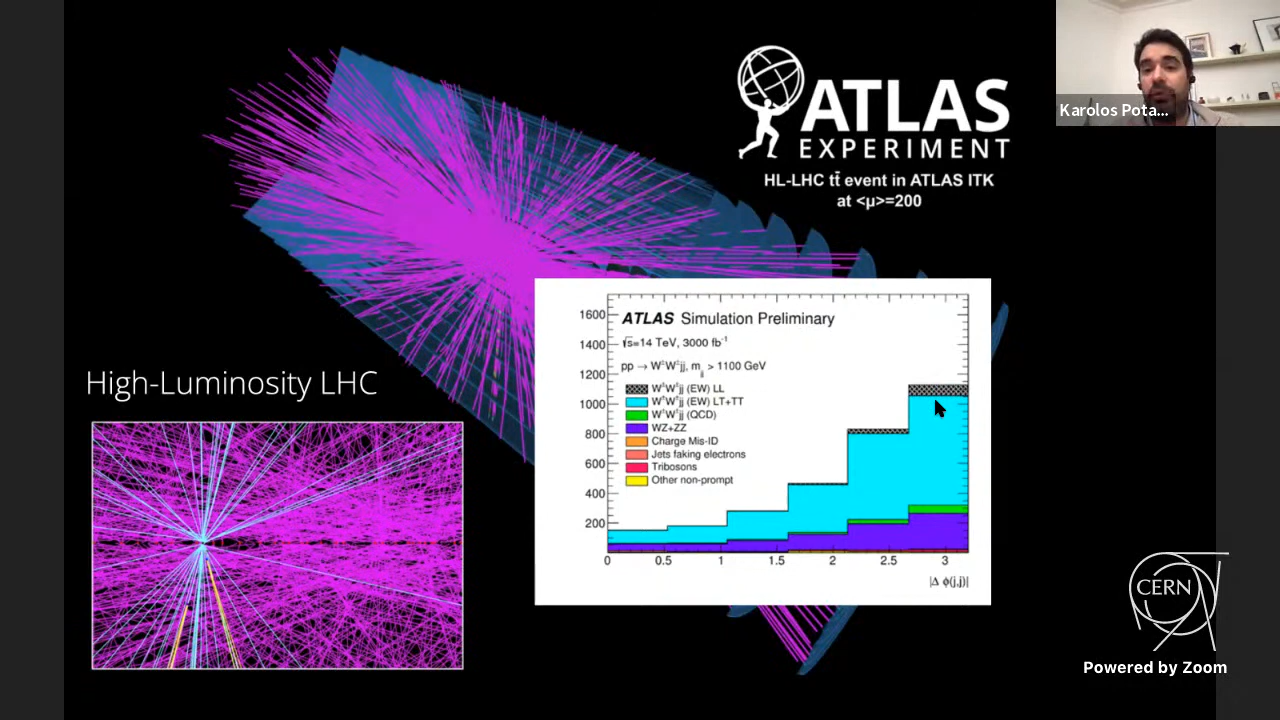 Karolos Pota...
ATLAS
EXPERIMENT
HL-LHC tt̄ event in ATLAS ITK
at <μ>=200
High-Luminosity LHC
ATLAS Simulation Preliminary
√s=14 TeV, 3000 fb⁻¹
pp → W±W±jj, m_jj > 1100 GeV
W±W±jj (EW) LL
W±W±jj (EW) LT+TT
W±W±jj (QCD)
WZ+ZZ
Charge Mis-ID
Jets faking electrons
Tribosons
Other non-prompt
1600
1400
1200
1000
800
600
400
200
0 0.5 1 1.5 2 2.5 3
|Δ ϕ(j,j)|
CERN
Powered by Zoom